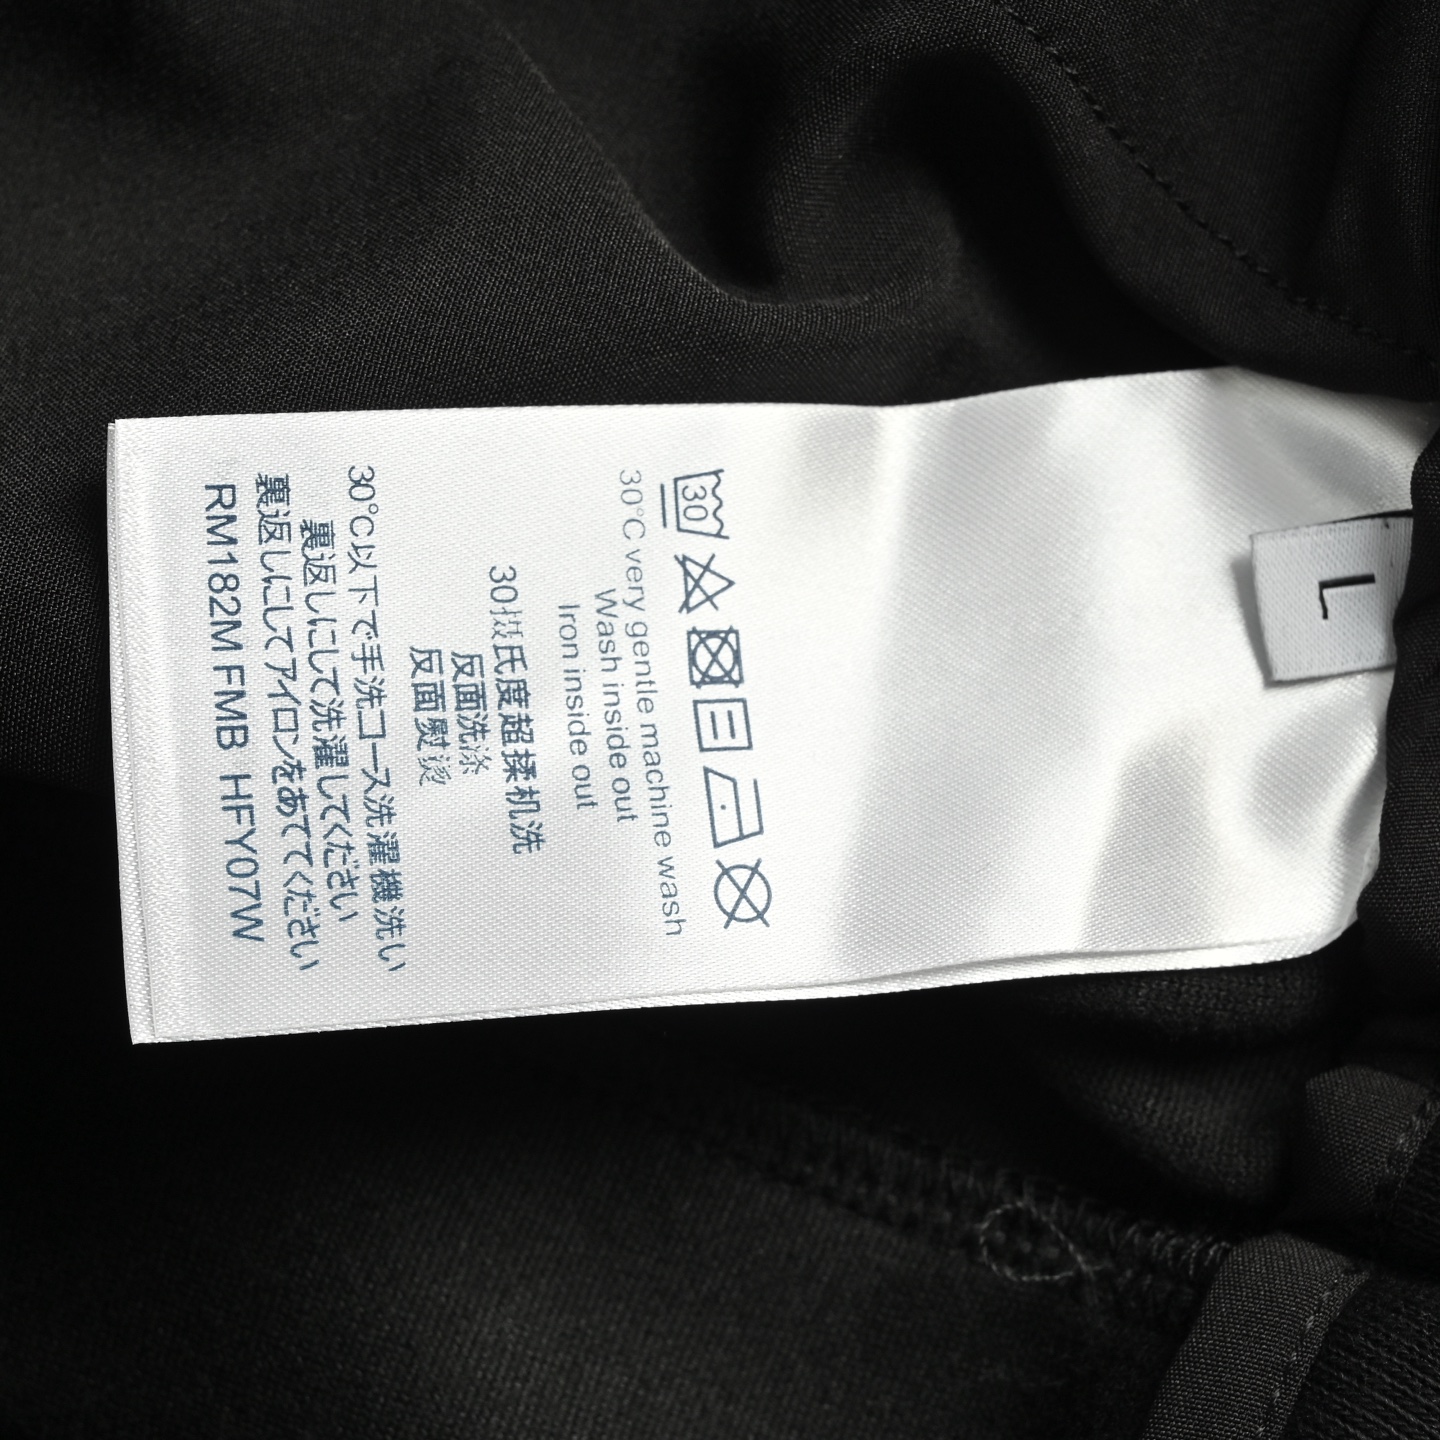 L
30
30°C very gentle machine wash
Wash inside out
Iron inside out
30摄氏度超揉机洗
反面洗涤
反面熨烫
30°C以下で手洗コース洗濯機洗い
裏返しにして洗濯してください
裏返しにしてアイロンをあててください
RM182M FMB HFY07W